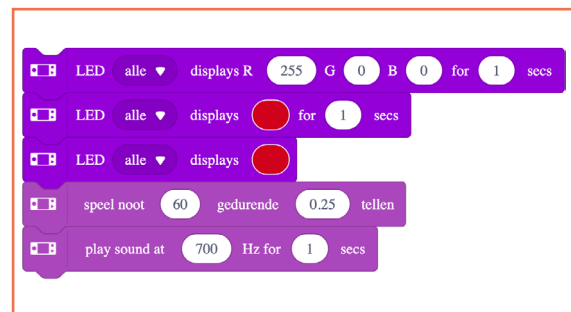 LED alle displays R 255 G 0 B 0 for 1 secs
LED alle displays for 1 secs
LED alle displays
speel noot 60 gedurende 0.25 tellen
play sound at 700 Hz for 1 secs